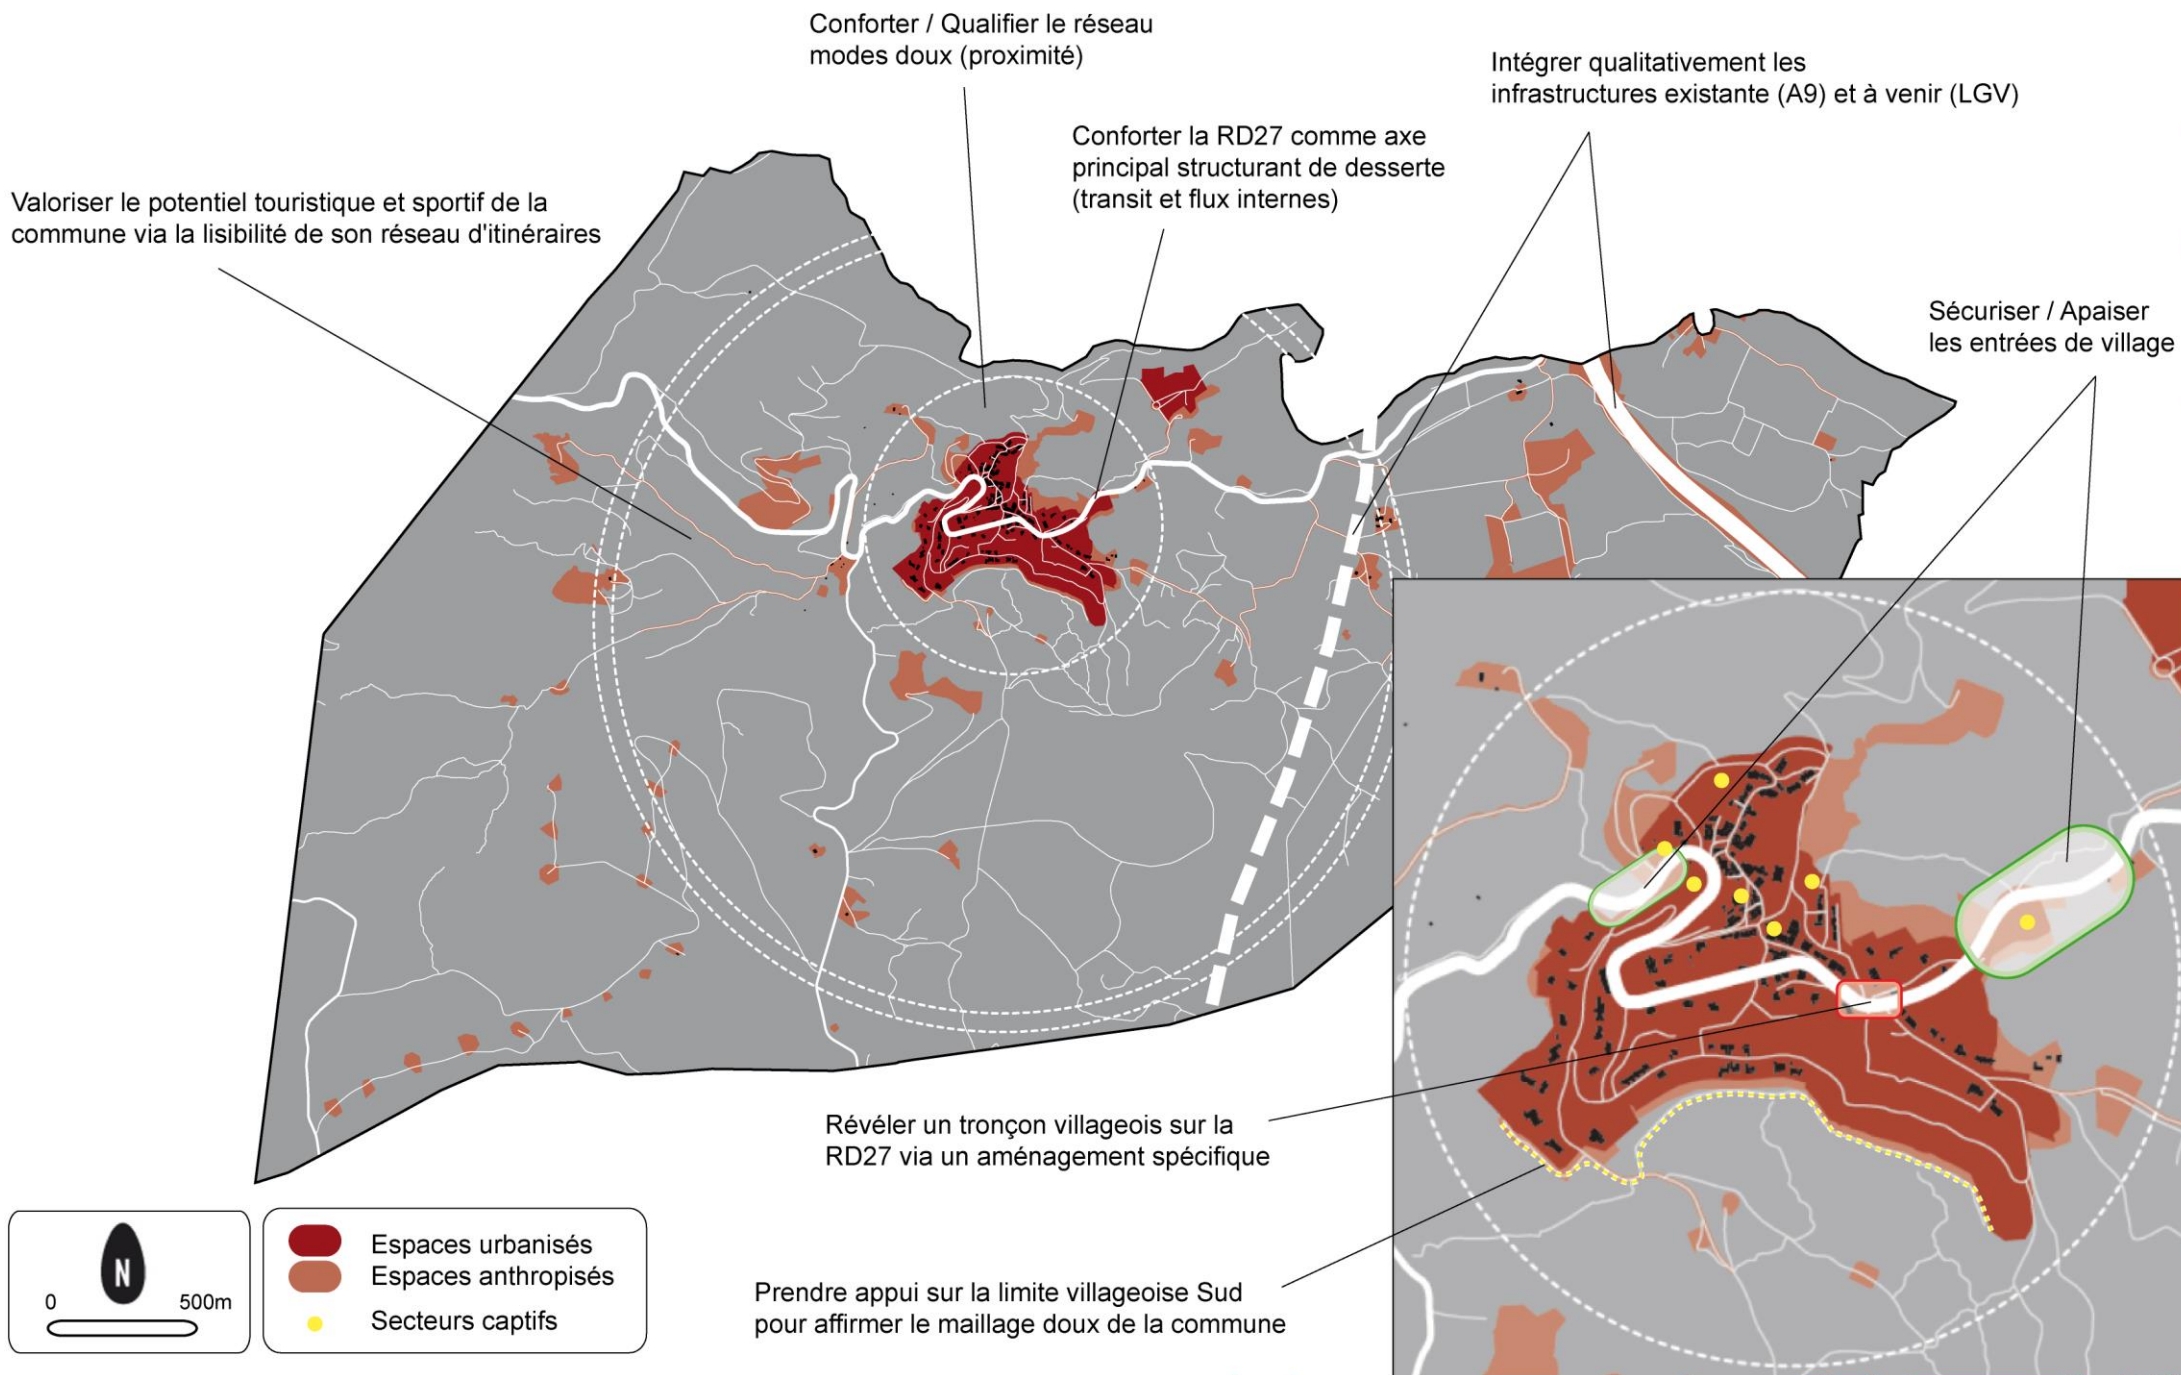 Conforter / Qualifier le réseau
modes doux (proximité)
Intégrer qualitativement les
infrastructures existante (A9) et à venir (LGV)
Conforter la RD27 comme axe
principal structurant de desserte
(transit et flux internes)
Valoriser le potentiel touristique et sportif de la
commune via la lisibilité de son réseau d'itinéraires
Sécuriser / Apaiser
les entrées de village
Révéler un tronçon villageois sur la
RD27 via un aménagement spécifique
Prendre appui sur la limite villageoise Sud
pour affirmer le maillage doux de la commune
N
0 500m
Espaces urbanisés
Espaces anthropisés
Secteurs captifs